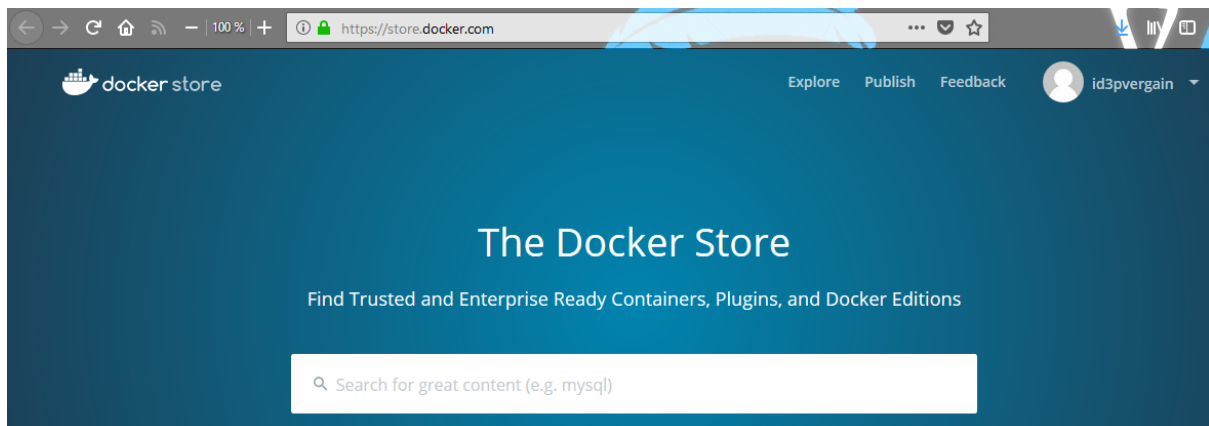 100 %
https://store.docker.com
docker store
Explore Publish Feedback id3pvergain
The Docker Store
Find Trusted and Enterprise Ready Containers, Plugins, and Docker Editions
Search for great content (e.g. mysql)